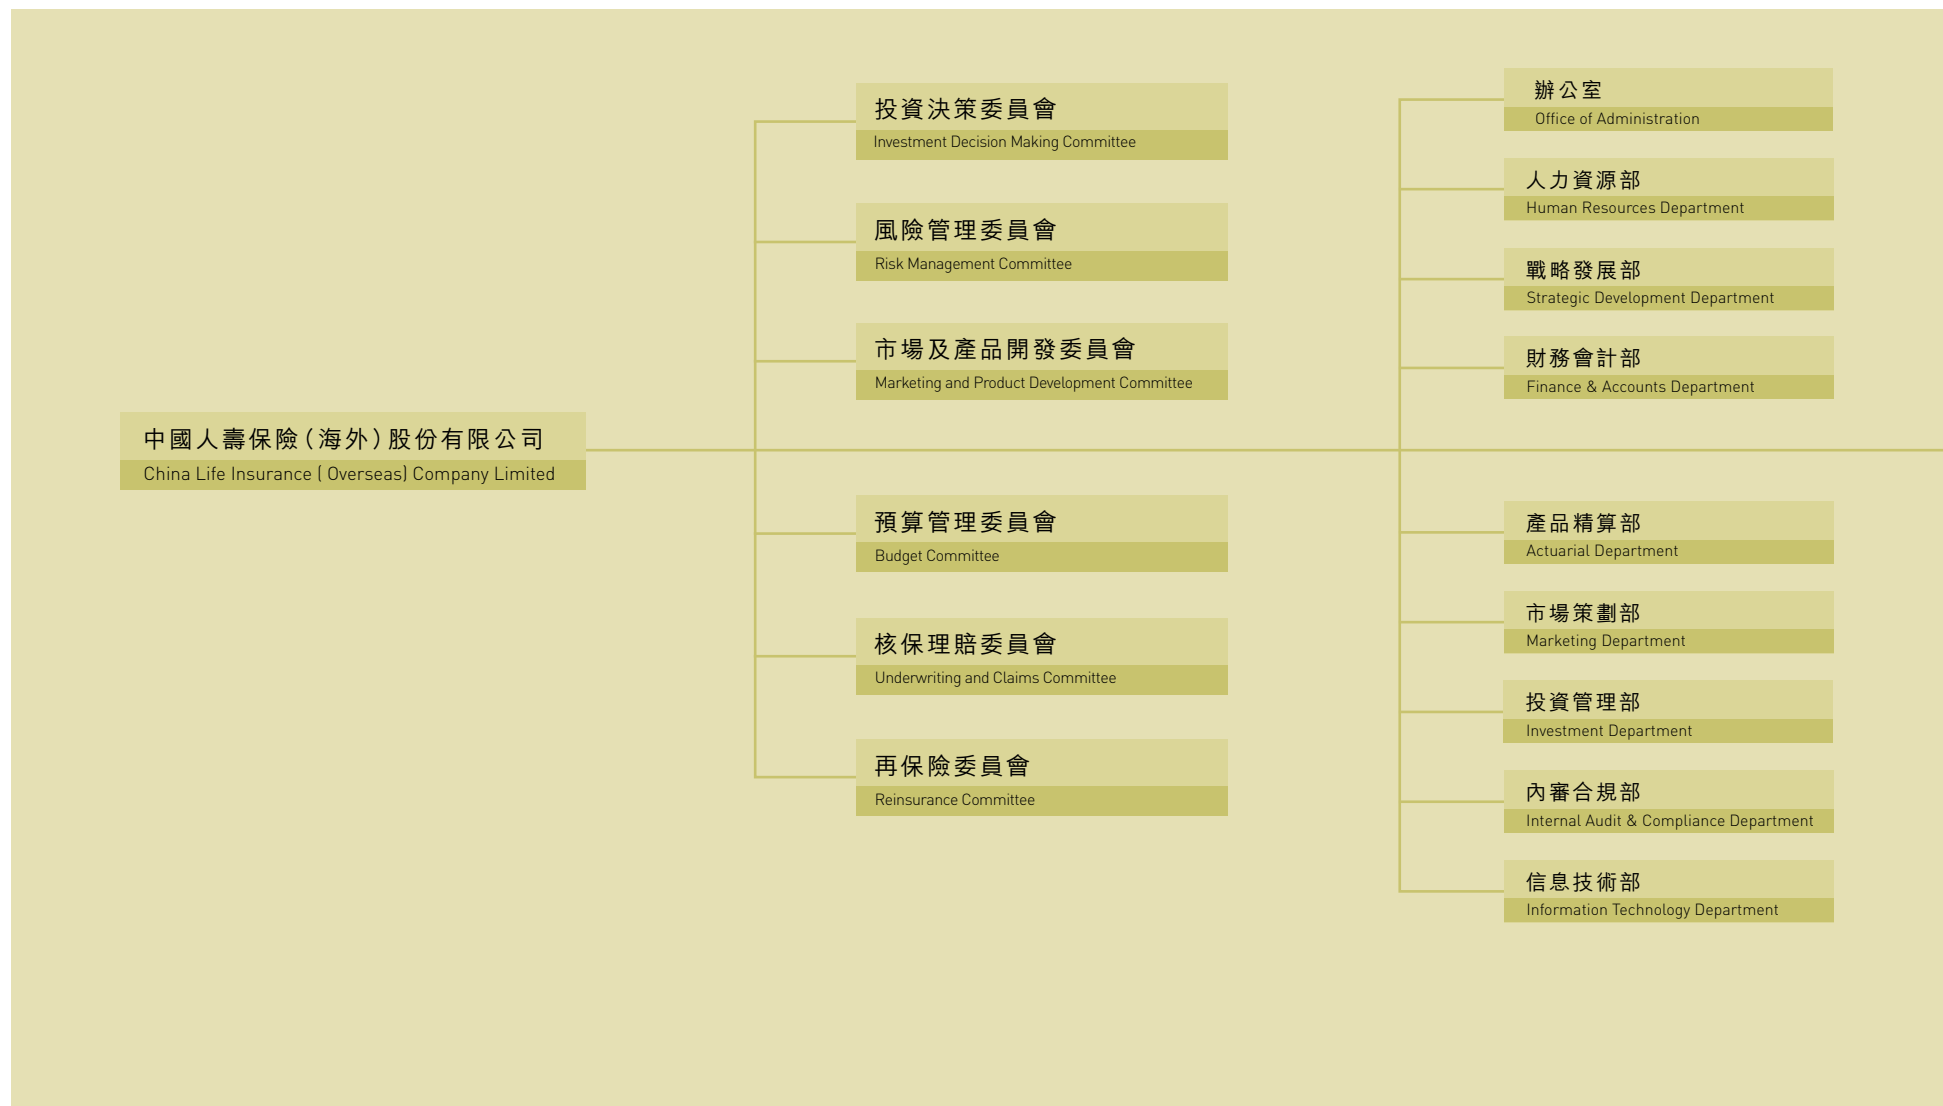 中國人壽保險(海外)股份有限公司
China Life Insurance ( Overseas) Company Limited
投資決策委員會
Investment Decision Making Committee
風險管理委員會
Risk Management Committee
市場及產品開發委員會
Marketing and Product Development Committee
預算管理委員會
Budget Committee
核保理賠委員會
Underwriting and Claims Committee
再保險委員會
Reinsurance Committee
辦公室
Office of Administration
人力資源部
Human Resources Department
戰略發展部
Strategic Development Department
財務會計部
Finance & Accounts Department
產品精算部
Actuarial Department
市場策劃部
Marketing Department
投資管理部
Investment Department
內審合規部
Internal Audit & Compliance Department
信息技術部
Information Technology Department